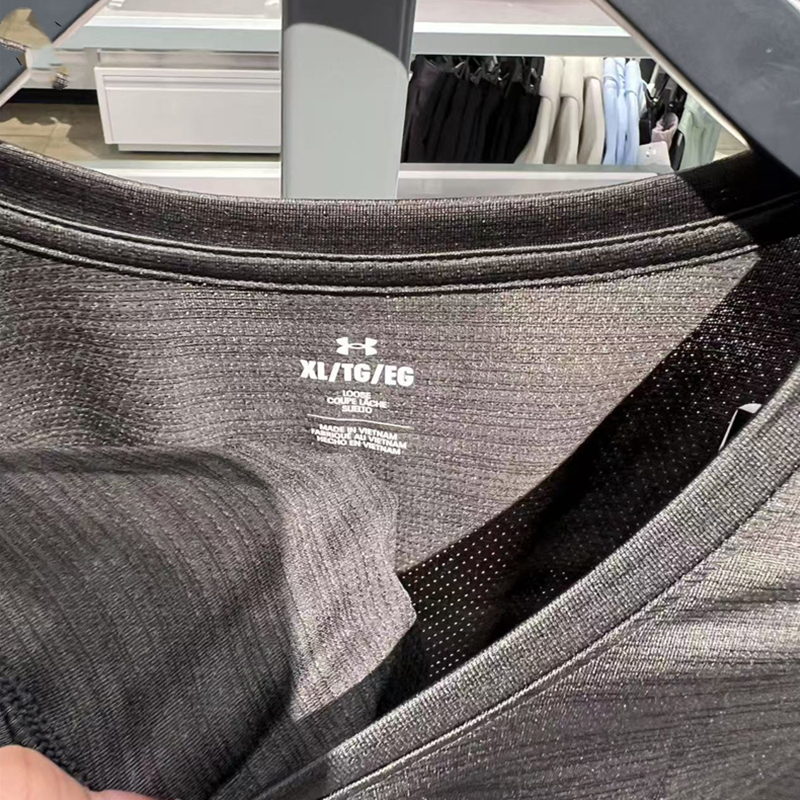 XL/TG/EG
LOOSE
COUPE LÂCHE
SUELTO
MADE IN VIETNAM
FABRIQUÉ AU VIETNAM
HECHO EN VIETNAM